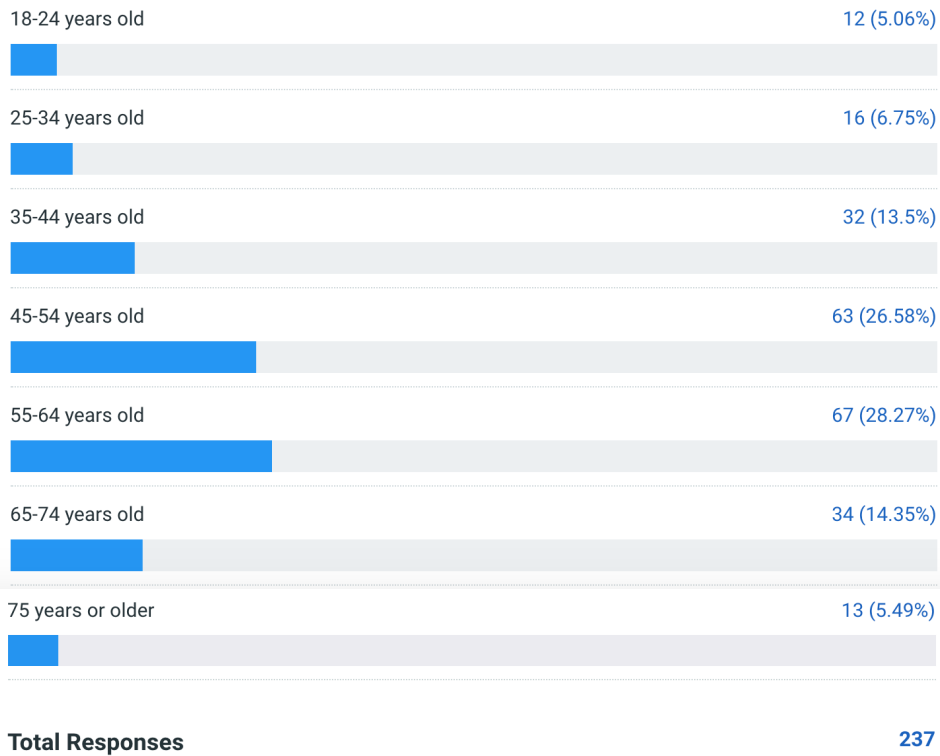 18-24 years old 12 (5.06%)
25-34 years old 16 (6.75%)
35-44 years old 32 (13.5%)
45-54 years old 63 (26.58%)
55-64 years old 67 (28.27%)
65-74 years old 34 (14.35%)
75 years or older 13 (5.49%)
Total Responses 237